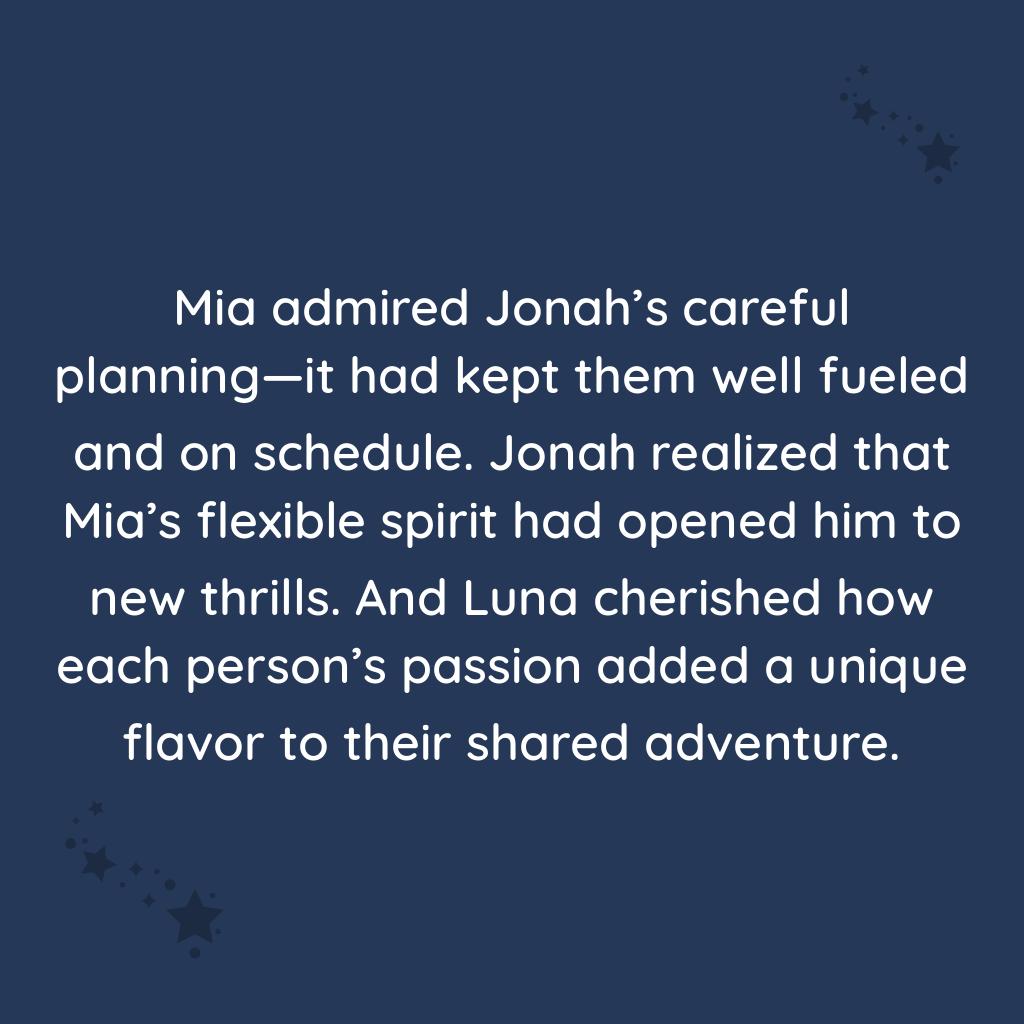 Mia admired Jonah’s careful
planning—it had kept them well fueled
and on schedule. Jonah realized that
Mia’s flexible spirit had opened him to
new thrills. And Luna cherished how
each person’s passion added a unique
flavor to their shared adventure.